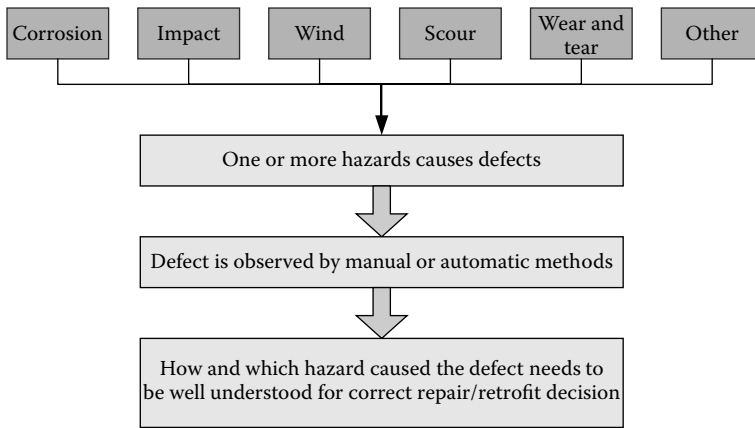 Corrosion
Impact
Wind
Scour
Wear and
tear
Other
One or more hazards causes defects
Defect is observed by manual or automatic methods
How and which hazard caused the defect needs to
be well understood for correct repair/retrofit decision